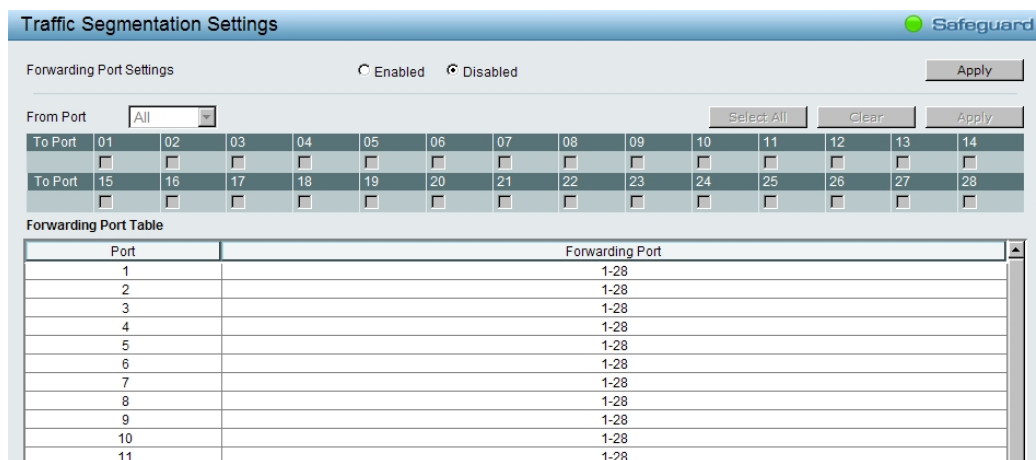 Traffic Segmentation Settings Safeguard
Forwarding Port Settings Enabled Disabled Apply
From Port All Select All Clear Apply
To Port 01 02 03 04 05 06 07 08 09 10 11 12 13 14
To Port 15 16 17 18 19 20 21 22 23 24 25 26 27 28
Forwarding Port Table
Port Forwarding Port
1 1-28
2 1-28
3 1-28
4 1-28
5 1-28
6 1-28
7 1-28
8 1-28
9 1-28
10 1-28
11 1-28